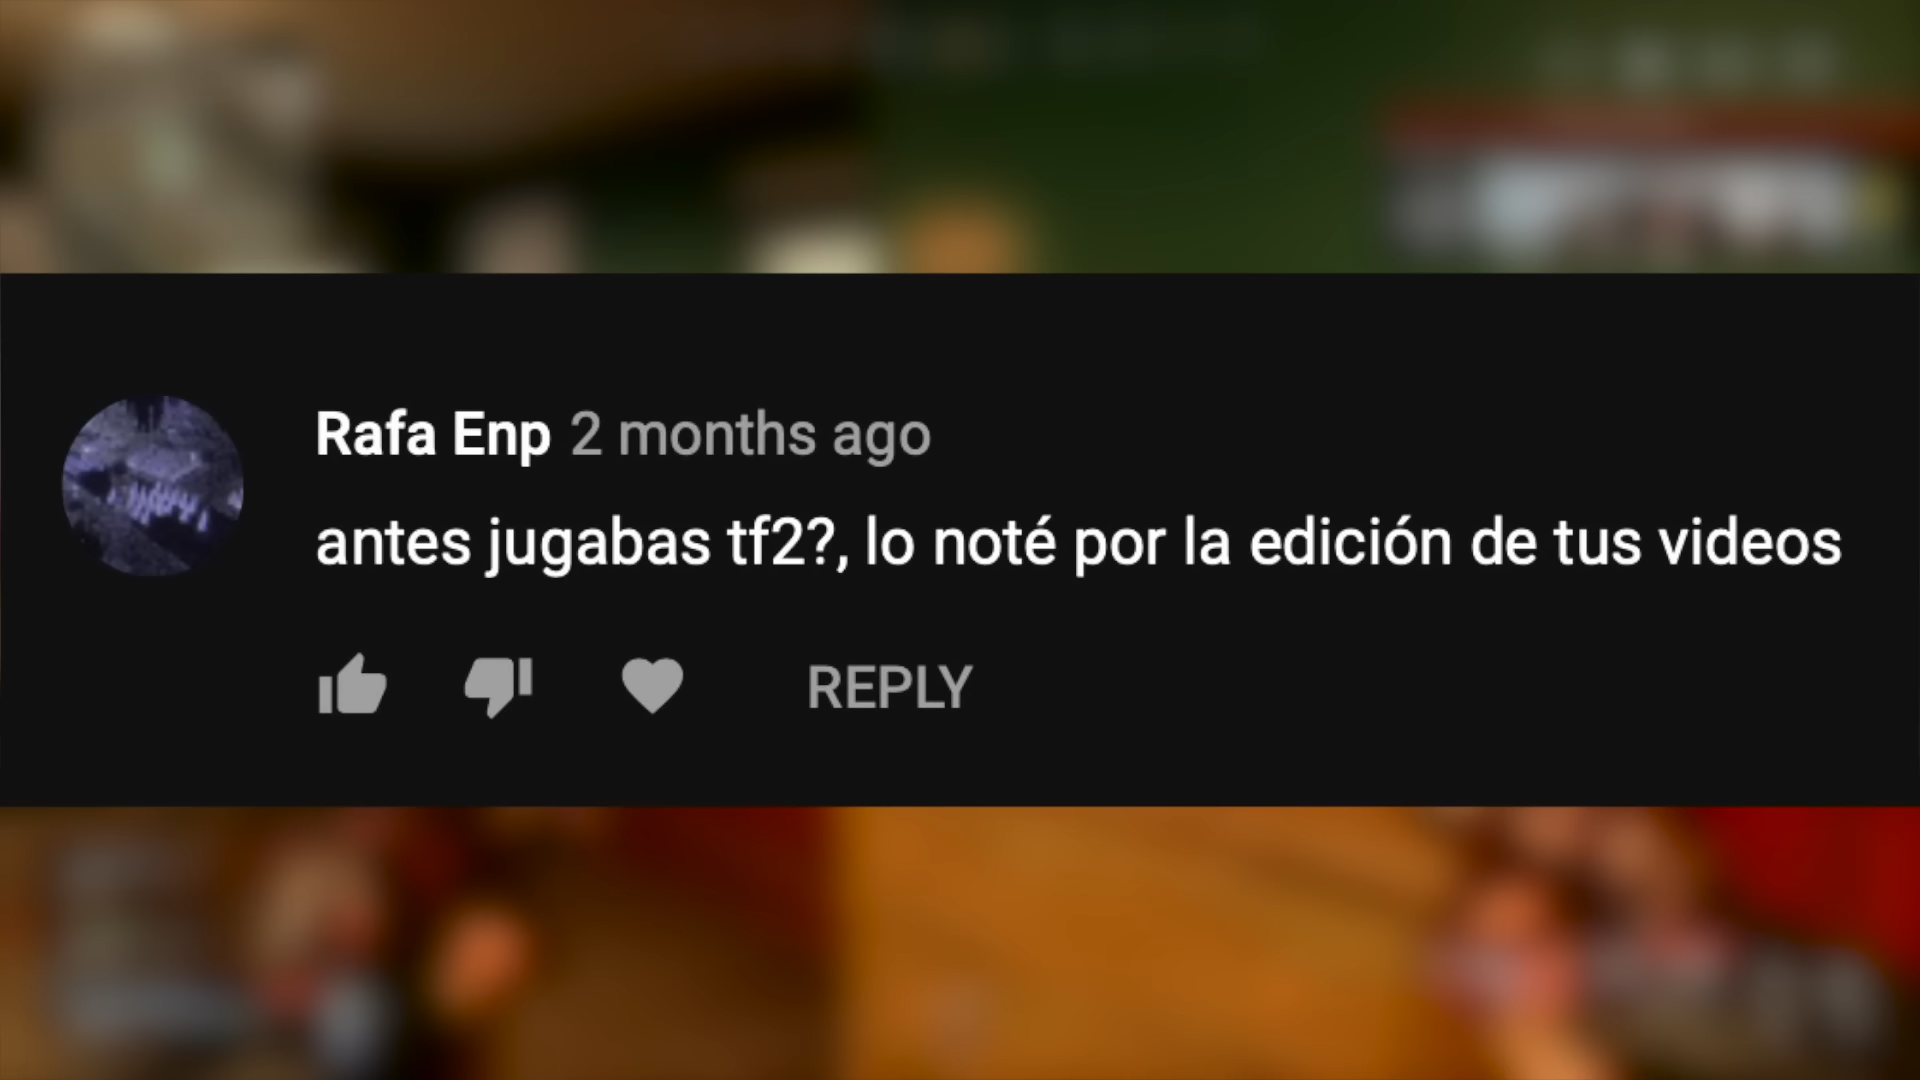 Rafa Enp 2 months ago
antes jugabas tf2?, lo noté por la edición de tus videos
REPLY